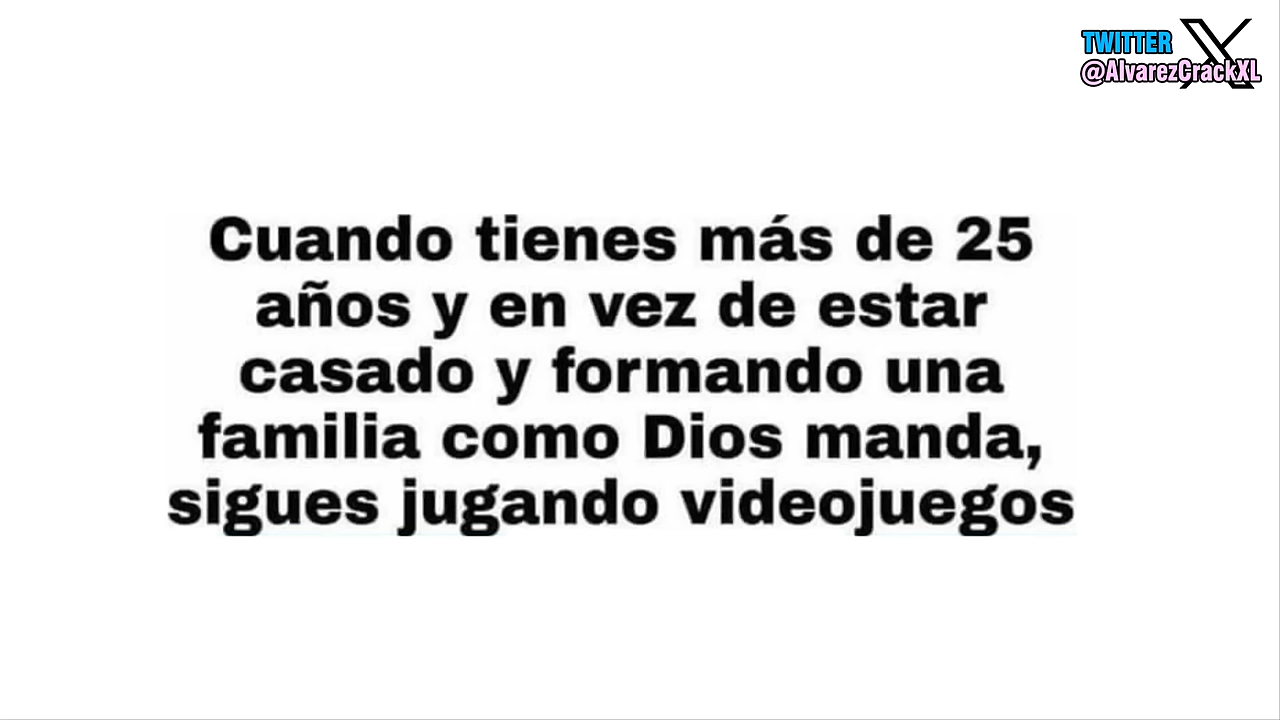 TWITTER
@AlvarezCrackXL
Cuando tienes más de 25
años y en vez de estar
casado y formando una
familia como Dios manda,
sigues jugando videojuegos